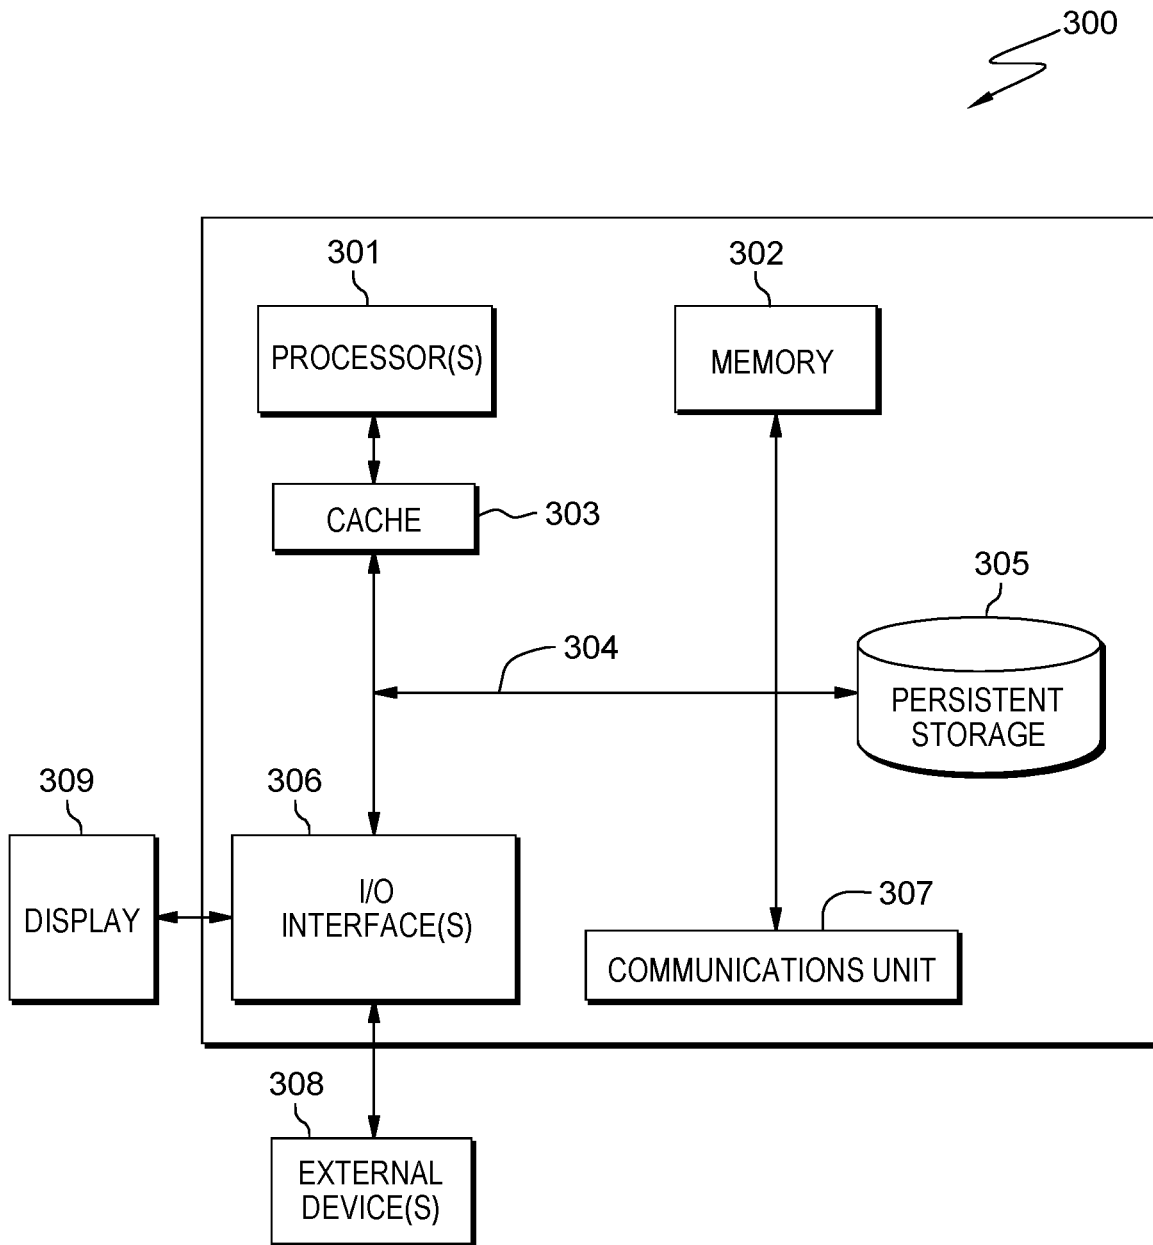 300
301
302
PROCESSOR(S)
MEMORY
CACHE
303
304
305
PERSISTENT
STORAGE
309
306
DISPLAY
I/O
INTERFACE(S)
307
COMMUNICATIONS UNIT
308
EXTERNAL
DEVICE(S)